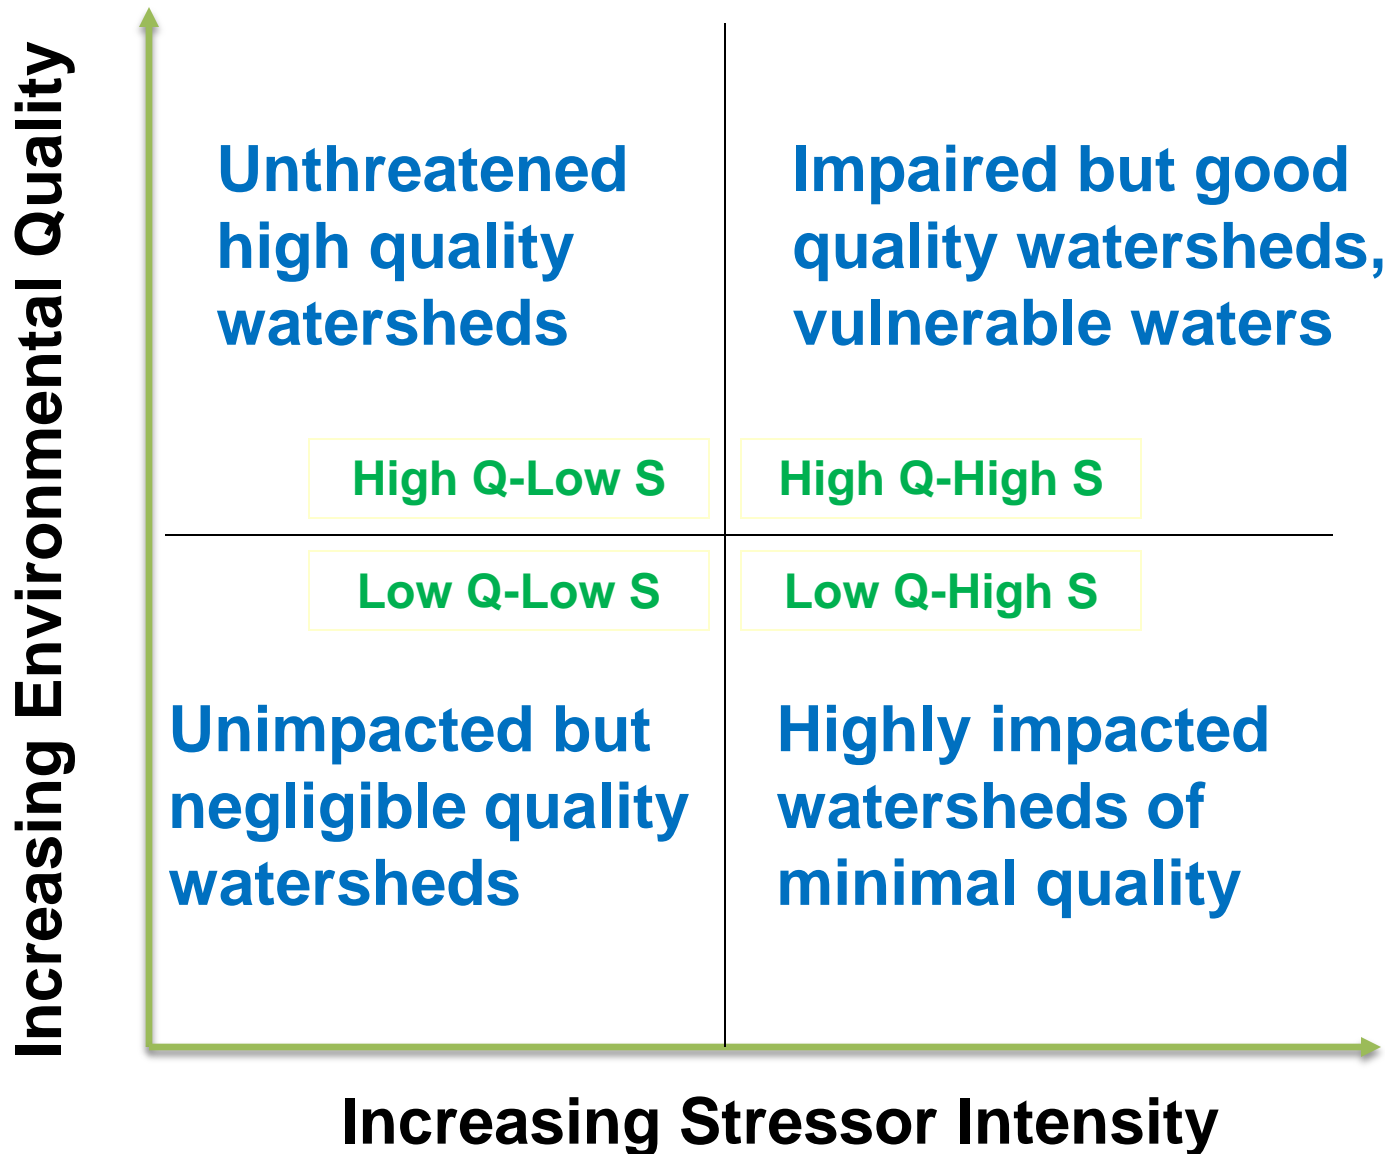 Increasing Environmental Quality
Unthreatened
high quality
watersheds
Impaired but good
quality watersheds,
vulnerable waters
High Q-Low S
High Q-High S
Low Q-Low S
Low Q-High S
Unimpacted but
negligible quality
watersheds
Highly impacted
watersheds of
minimal quality
Increasing Stressor Intensity